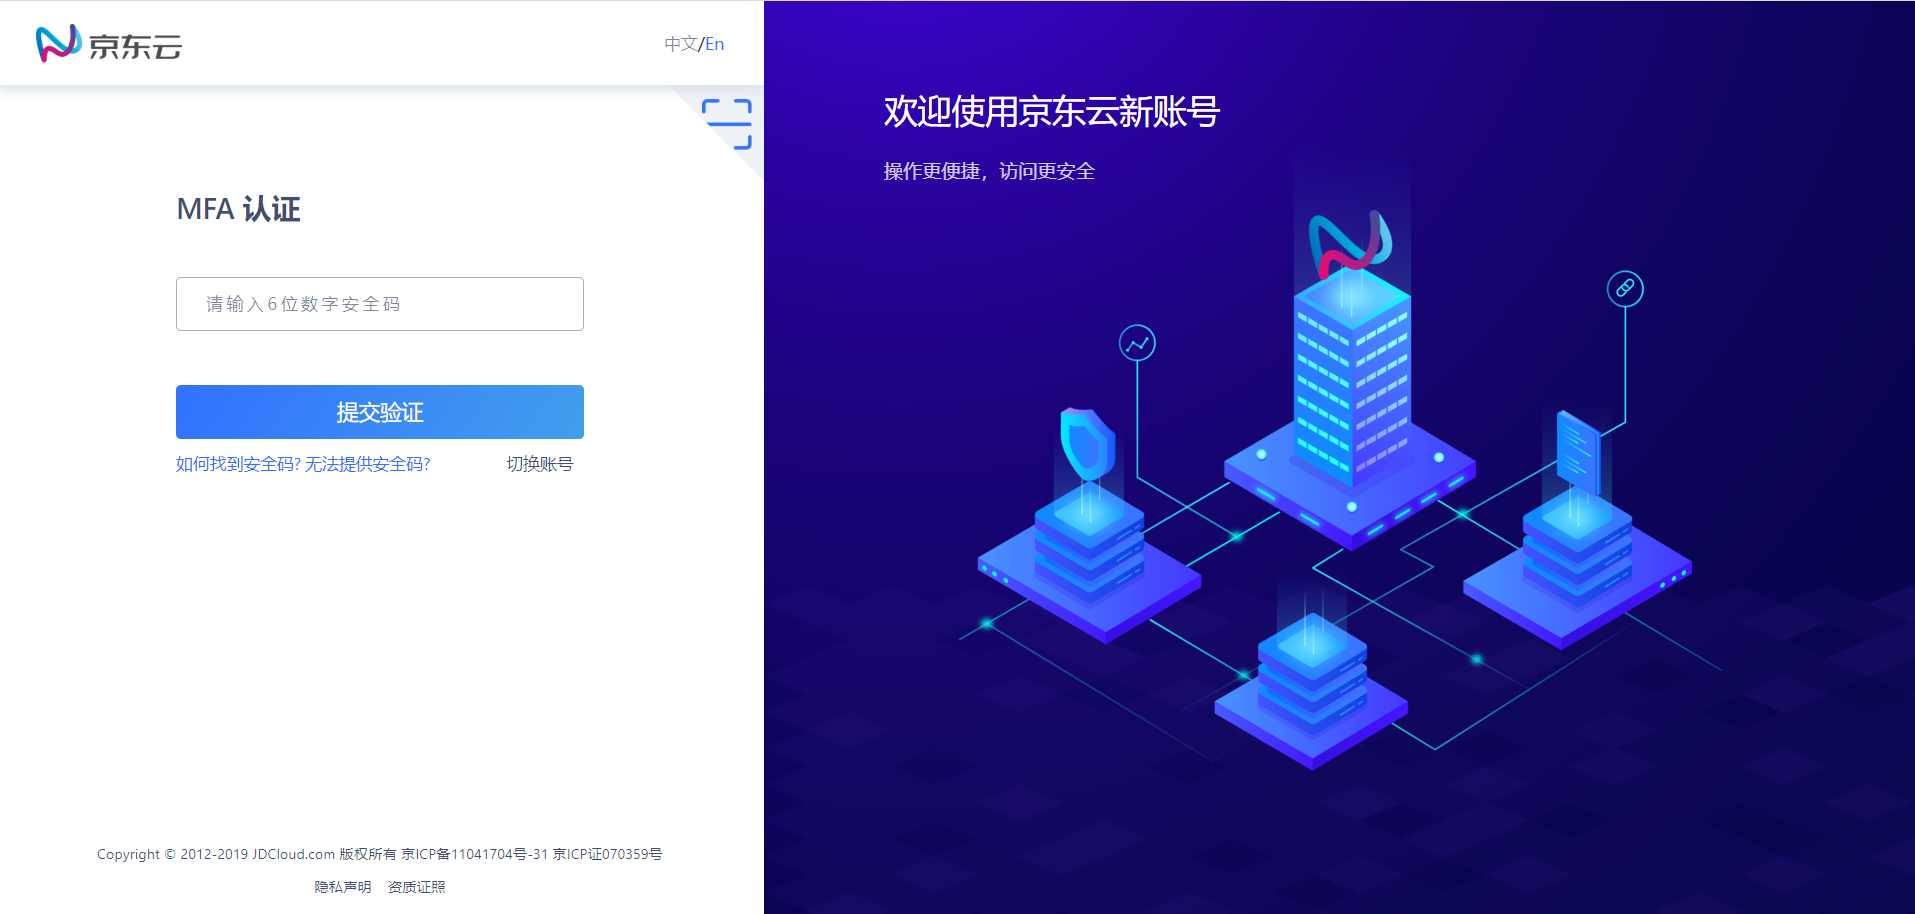 京东云
中文/En
MFA 认证
请输入6位数字安全码
提交验证
如何找到安全码? 无法提供安全码? 切换账号
Copyright © 2012-2019 JDCloud.com 版权所有 京ICP备11041704号-31 京ICP证070359号
隐私声明 资质证照
欢迎使用京东云新账号
操作更便捷，访问更安全